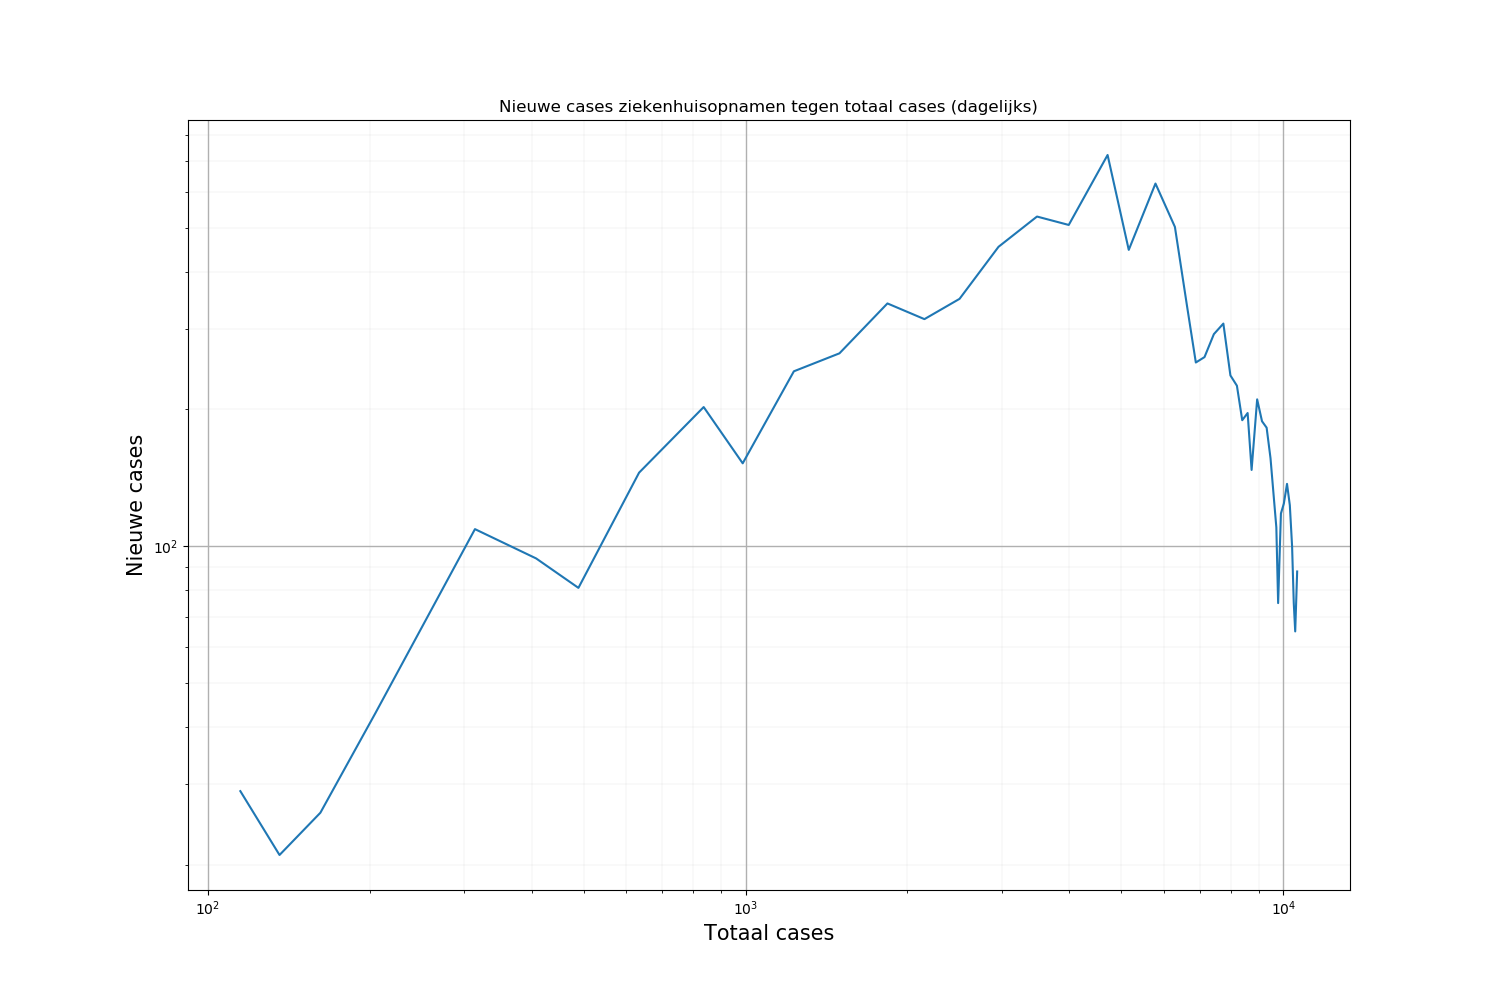 Nieuwe cases ziekenhuisopnamen tegen totaal cases (dagelijks)
Nieuwe cases
10²
10² 10³ 10⁴
Totaal cases